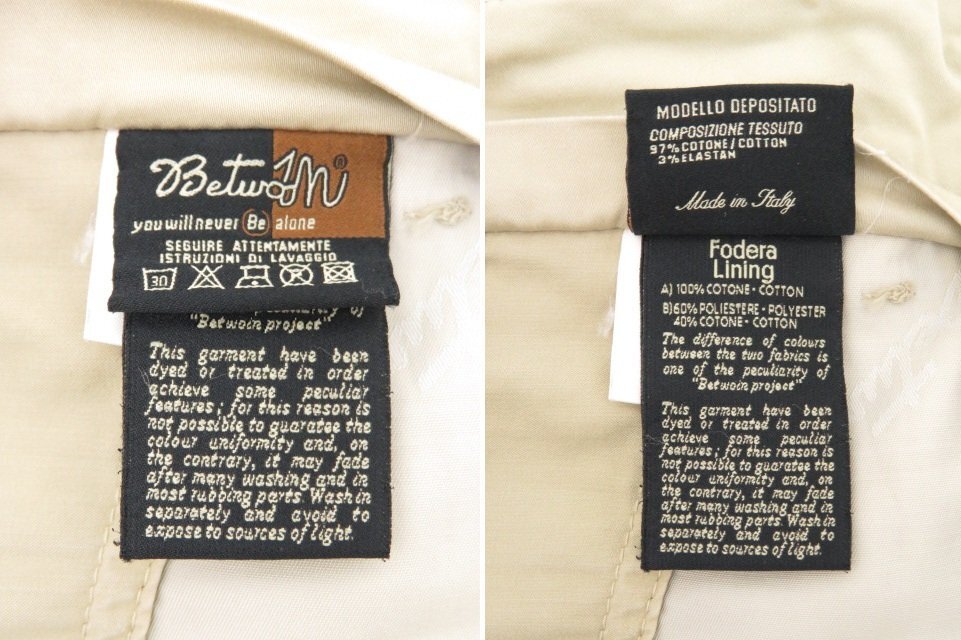 BetwoIN®
you will never Be alone
SEGUIRE ATTENTAMENTE
ISTRUZIONI DI LAVAGGIO
30
peculiarity of
"Betwoin project"
This garment have been
dyed or treated in order
achieve some peculiar
features; for this reason is
not possible to guaratee the
colour uniformity and, on
the contrary, it may fade
after many washing and in
most rubbing parts. Wash in
separately and avoid to
expose to sources of light.
MODELLO DEPOSITATO
COMPOSIZIONE TESSUTO
97% COTONE/COTTON
3% ELASTAN
Made in Italy
Fodera
Lining
A) 100% COTONE - COTTON
B) 60% POLIESTERE - POLYESTER
40% COTONE - COTTON
The difference of colours
between the two fabrics is
one of the peculiarity of
"Betwoin project"
This garment have been
dyed or treated in order
achieve some peculiar
features; for this reason is
not possible to guaratee the
colour uniformity and, on
the contrary, it may fade
after many washing and in
most rubbing parts. Wash in
separately and avoid to
expose to sources of light.